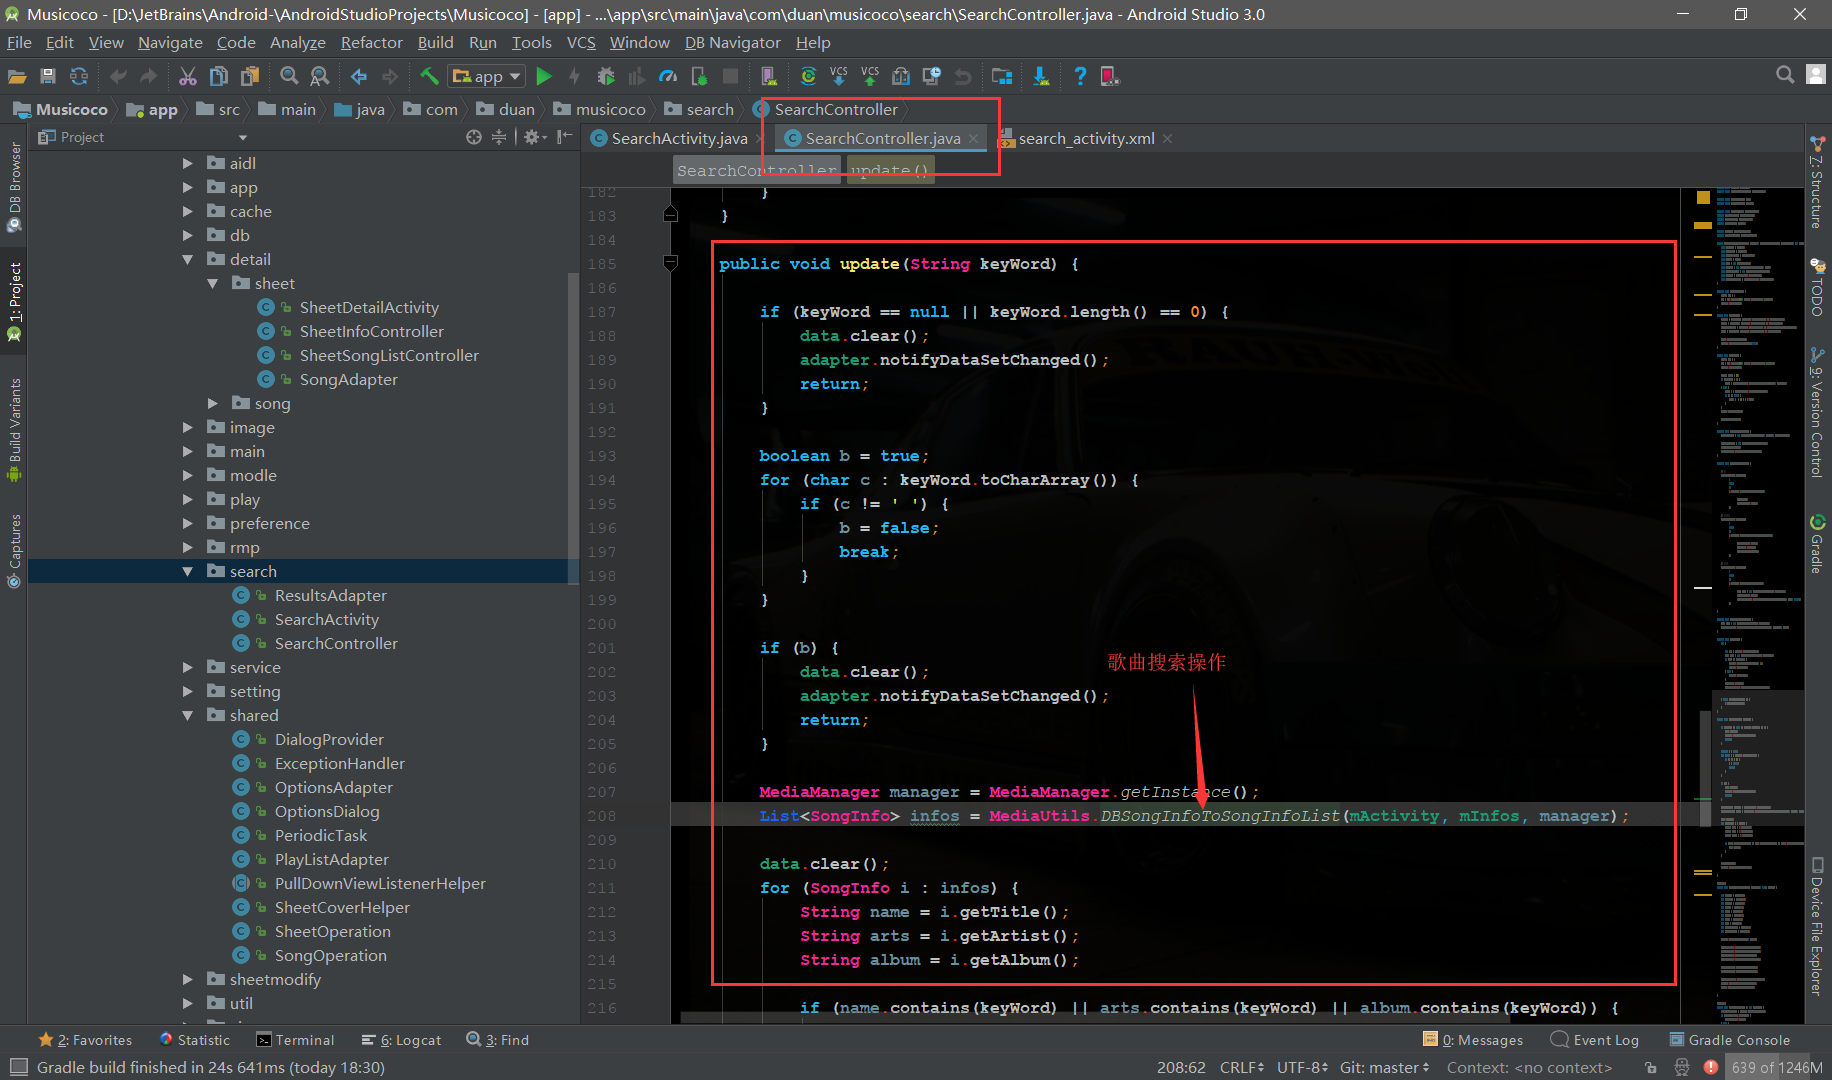 Musicoco - [D:\JetBrains\Android-\AndroidStudioProjects\Musicoco] - [app] - ...\app\src\main\java\com\duan\musicoco\search\SearchController.java - Android Studio 3.0
File Edit View Navigate Code Analyze Refactor Build Run Tools VCS Window DB Navigator Help
app VCS VCS
Musicoco app src main java com duan musicoco search SearchController
Project
SearchActivity.java SearchController.java search_activity.xml
SearchController update()
DB Browser
1: Project
Build Variants
Captures
aidl
app
cache
db
detail
sheet
SheetDetailActivity
SheetInfoController
SheetSongListController
SongAdapter
song
image
main
modle
play
preference
rmp
search
ResultsAdapter
SearchActivity
SearchController
service
setting
shared
DialogProvider
ExceptionHandler
OptionsAdapter
OptionsDialog
PeriodicTask
PlayListAdapter
PullDownViewListenerHelper
SheetCoverHelper
SheetOperation
SongOperation
sheetmodify
util
182 }
183 }
184
185 public void update(String keyWord) {
186
187 if (keyWord == null || keyWord.length() == 0) {
188 data.clear();
189 adapter.notifyDataSetChanged();
190 return;
191 }
192
193 boolean b = true;
194 for (char c : keyWord.toCharArray()) {
195 if (c != ' ') {
196 b = false;
197 break;
198 }
199 }
200
201 if (b) {
202 data.clear();
203 adapter.notifyDataSetChanged();
204 return;
205 }
206
207 MediaManager manager = MediaManager.getInstance();
208 List<SongInfo> infos = MediaUtils.DBSongInfoToSongInfoList(mActivity, mInfos, manager);
209
210 data.clear();
211 for (SongInfo i : infos) {
212 String name = i.getTitle();
213 String arts = i.getArtist();
214 String album = i.getAlbum();
215
216 if (name.contains(keyWord) || arts.contains(keyWord) || album.contains(keyWord)) {
歌曲搜索操作
Z: Structure
TODO
9: Version Control
Gradle
Device File Explorer
2: Favorites Statistic Terminal 6: Logcat 3: Find 0: Messages Event Log Gradle Console
Gradle build finished in 24s 641ms (today 18:30) 208:62 CRLF UTF-8 Git: master Context: <no context> 639 of 1246M